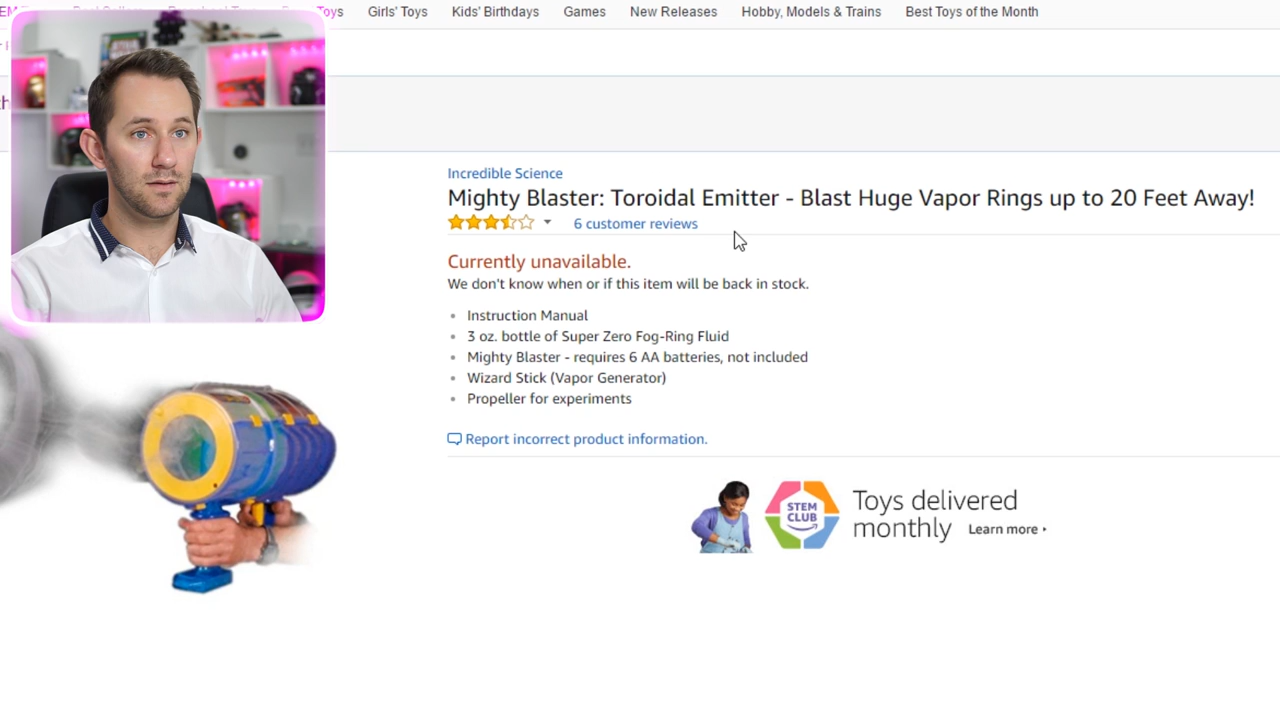 Girls' Toys
Kids' Birthdays
Games
New Releases
Hobby, Models & Trains
Best Toys of the Month
Incredible Science
Mighty Blaster: Toroidal Emitter - Blast Huge Vapor Rings up to 20 Feet Away!
6 customer reviews
Currently unavailable.
We don't know when or if this item will be back in stock.
Instruction Manual
3 oz. bottle of Super Zero Fog-Ring Fluid
Mighty Blaster - requires 6 AA batteries, not included
Wizard Stick (Vapor Generator)
Propeller for experiments
Report incorrect product information.
STEM
CLUB
Toys delivered
monthly Learn more